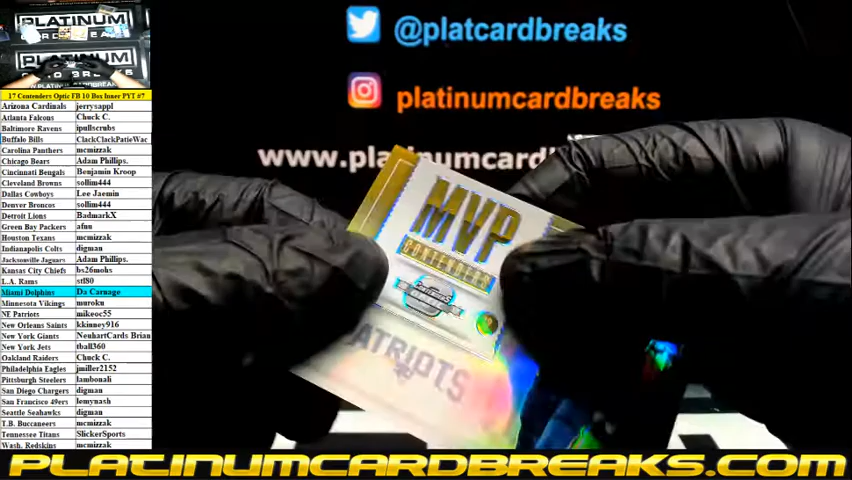 PLATINUM
PLATINUM
@platcardbreaks
platinumcardbreaks
17 Contenders Optic FB 10 Box Inner PYT #7
Arizona Cardinals jerrysappl
Atlanta Falcons Chuck C.
Baltimore Ravens ipullscrubs
Buffalo Bills ClackClackPatieWac
Carolina Panthers mcmizzak
Chicago Bears Adam Phillips.
Cincinnati Bengals Benjamin Kroop
Cleveland Browns sollim444
Dallas Cowboys Lee Jaemin
Denver Broncos sollim444
Detroit Lions BadmarkX
Green Bay Packers afnu
Houston Texans mcmizzak
Indianapolis Colts digman
Jacksonville Jaguars Adam Phillips.
Kansas City Chiefs bs26mohs
L.A. Rams stl80
Miami Dolphins Da Carnage
Minnesota Vikings muroku
NE Patriots mikeoc55
New Orleans Saints kkinney916
New York Giants NeuhartCards Brian
New York Jets tball360
Oakland Raiders Chuck C.
Philadelphia Eagles jmiller2152
Pittsburgh Steelers lambonali
San Diego Chargers digman
San Francisco 49ers lemynash
Seattle Seahawks digman
T.B. Buccaneers mcmizzak
Tennessee Titans SlickerSports
Wash. Redskins mcmizzak
MVP
CONTENDERS
PATRIOTS
PLATINUMCARDBREAKS.COM